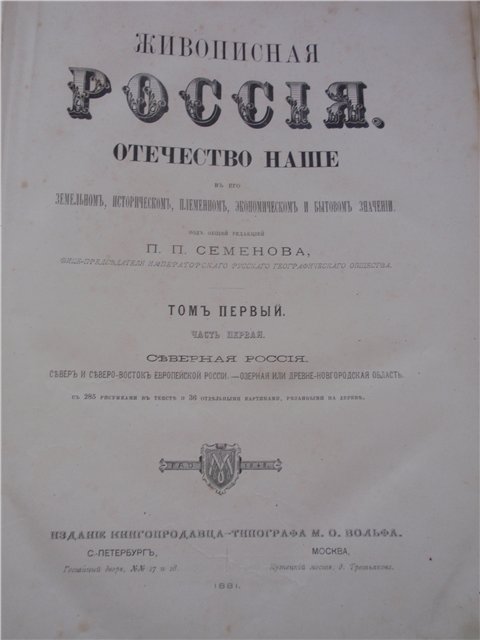 ЖИВОПИСНАЯ
РОССІЯ.
ОТЕЧЕСТВО НАШЕ
ВЪ ЕГО
ЗЕМЕЛЬНОМЪ, ИСТОРИЧЕСКОМЪ, ПЛЕМЕННОМЪ, ЭКОНОМИЧЕСКОМЪ И БЫТОВОМЪ ЗНАЧЕНІИ.
ПОДЪ ОБЩЕЙ РЕДАКЦІЕЙ
П. П. СЕМЕНОВА,
ВИЦЕ-ПРЕДСѢДАТЕЛЯ ИМПЕРАТОРСКАГО РУССКАГО ГЕОГРАФИЧЕСКАГО ОБЩЕСТВА.
ТОМЪ ПЕРВЫЙ.
ЧАСТЬ ПЕРВАЯ.
СѢВЕРНАЯ РОССІЯ.
СѢВЕРЪ И СѢВЕРО-ВОСТОКЪ ЕВРОПЕЙСКОЙ РОССІИ. — ОЗЕРНАЯ ИЛИ ДРЕВНЕ-НОВГОРОДСКАЯ ОБЛАСТЬ.
СЪ 285 РИСУНКАМИ ВЪ ТЕКСТѢ И 36 ОТДѢЛЬНЫМИ КАРТИНАМИ, РѢЗАННЫМИ НА ДЕРЕВѢ.
ИЗДАНІЕ КНИГОПРОДАВЦА-ТИПОГРАФА М. О. ВОЛЬФА.
С.-ПЕТЕРБУРГЪ, МОСКВА,
Гостиный дворъ, №№ 17 и 18. Кузнецкій мостъ, д. Третьякова.
1881.